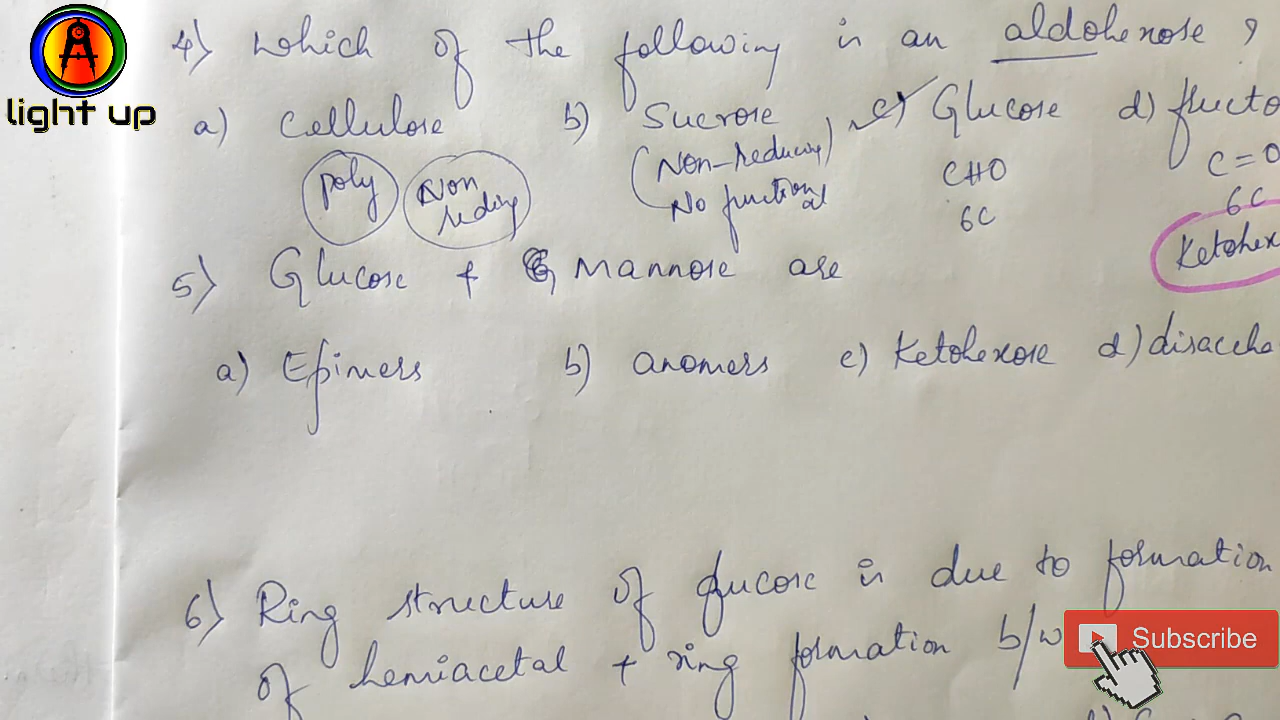 light up
4) Which of the following is an aldohexose ?
a) Cellulose b) Sucrose c) Glucose d) fructo
poly Non reducing (Non-reducing) No functional CHO 6C C=O 6C
Ketohex
5) Glucose + Mannose are
a) Epimers b) anomers c) Ketohexose d) disaccha
6) Ring structure of glucose is due to formation
of hemiacetal + ring formation b/w
Subscribe